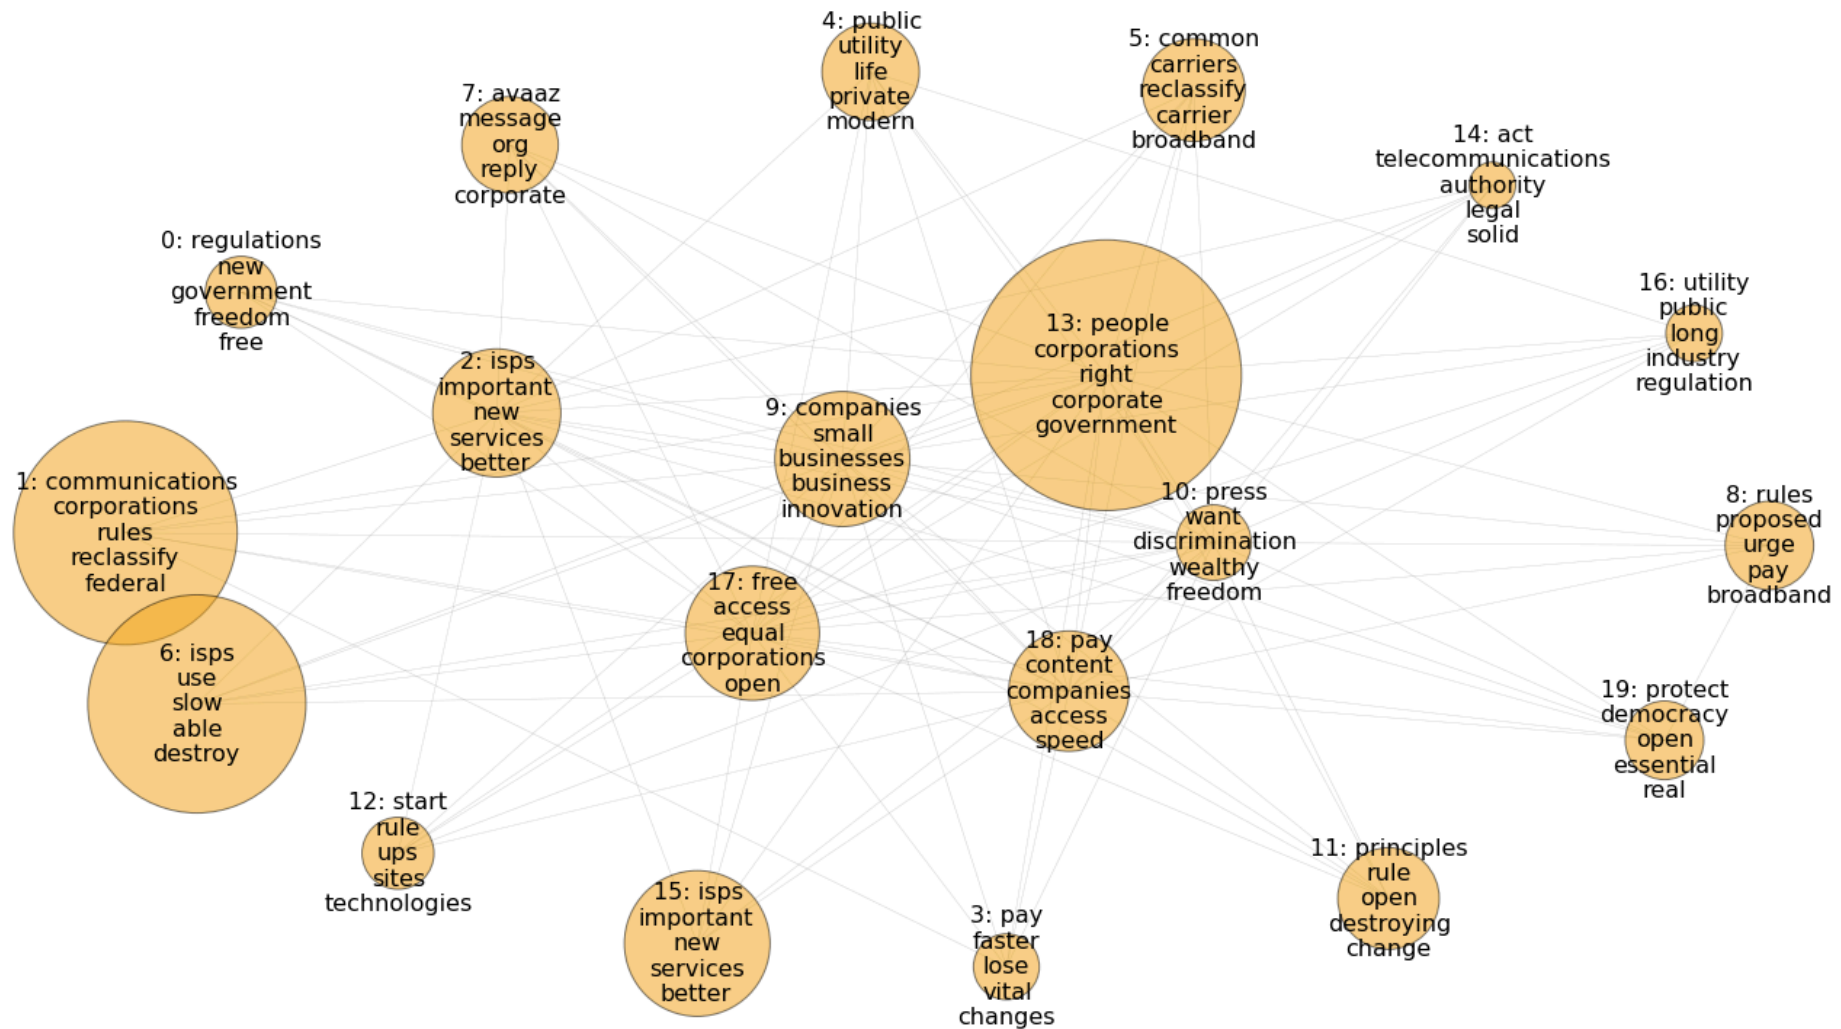 4: public
utility
life
private
modern
5: common
carriers
reclassify
carrier
broadband
7: avaaz
message
org
reply
corporate
14: act
telecommunications
authority
legal
solid
0: regulations
new
government
freedom
free
16: utility
public
long
industry
regulation
13: people
corporations
right
corporate
government
2: isps
important
new
services
better
9: companies
small
businesses
business
innovation
1: communications
corporations
rules
reclassify
federal
10: press
want
discrimination
wealthy
freedom
8: rules
proposed
urge
pay
broadband
17: free
access
equal
corporations
open
18: pay
content
companies
access
speed
6: isps
use
slow
able
destroy
19: protect
democracy
open
essential
real
12: start
rule
ups
sites
technologies
11: principles
rule
open
destroying
change
15: isps
important
new
services
better
3: pay
faster
lose
vital
changes